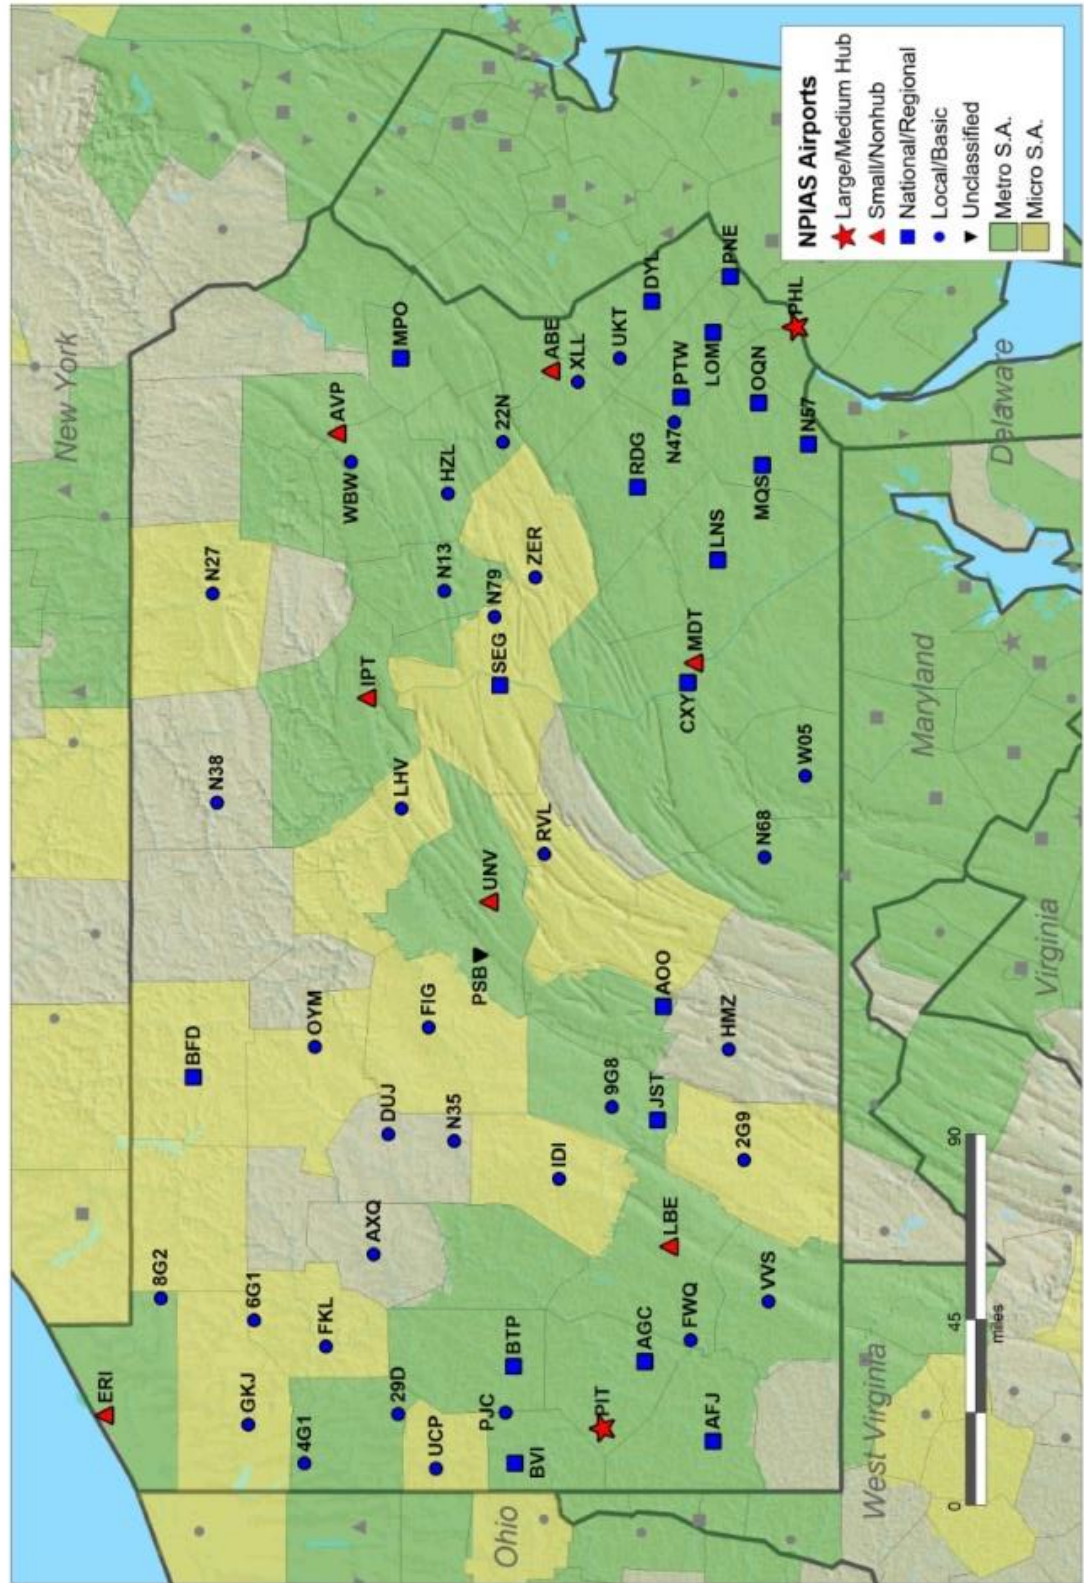 New York
ERI
8G2
BFD
N38
N27
GKJ
6G1
4G1
FKL
OYM
AVP
WBW
MPO
IPT
29D
AXQ
DUJ
LHV
UCP
N35
FIG
N13
HZL
PJC
BTP
BVI
PSB
UNV
SEG
N79
22N
Ohio
IDI
RVL
ZER
ABE
XLL
PIT
9G8
UKT
AGC
JST
AOO
RDG
DYL
FWQ
LBE
CXY
MDT
N47
PTW
AFJ
HMZ
LNS
LOM
PNE
VVS
2G9
N68
W05
MQS
OQN
N57
PHL
West Virginia
Maryland
Delaware
Virginia
0
45
90
miles
NPIAS Airports
Large/Medium Hub
Small/Nonhub
National/Regional
Local/Basic
Unclassified
Metro S.A.
Micro S.A.